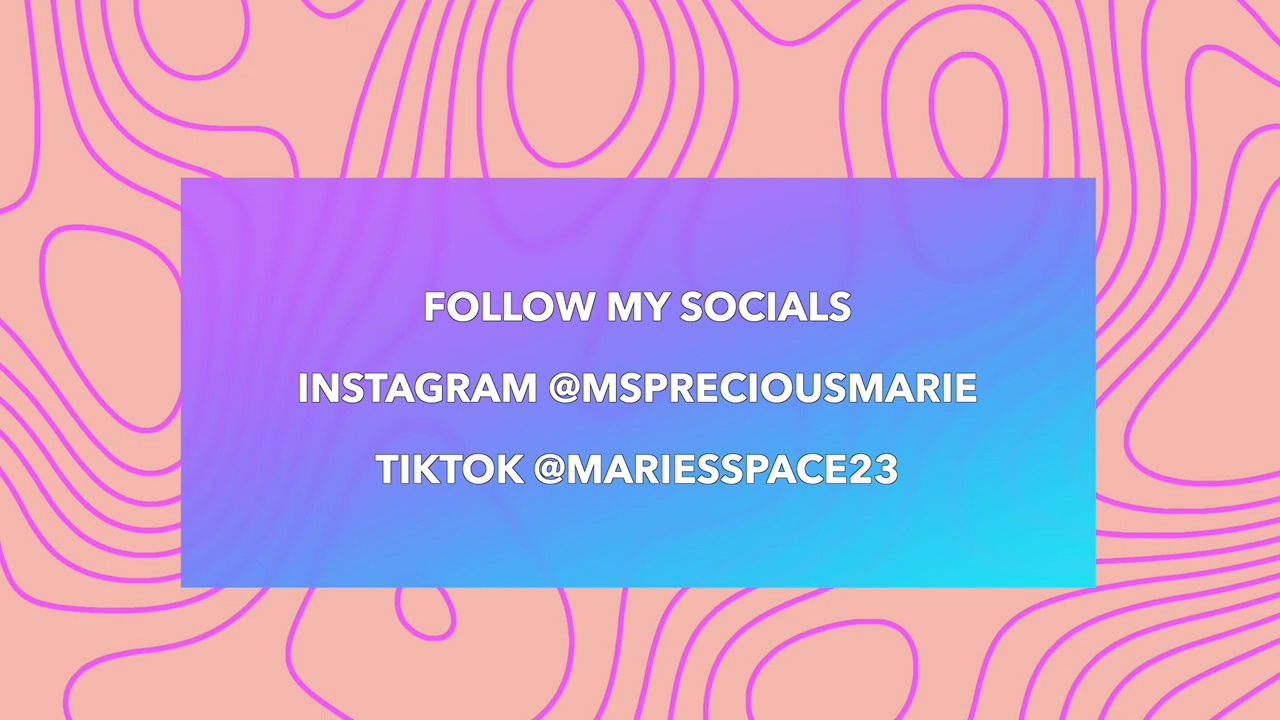 FOLLOW MY SOCIALS
INSTAGRAM @MSPRECIOUSMARIE
TIKTOK @MARIESSPACE23